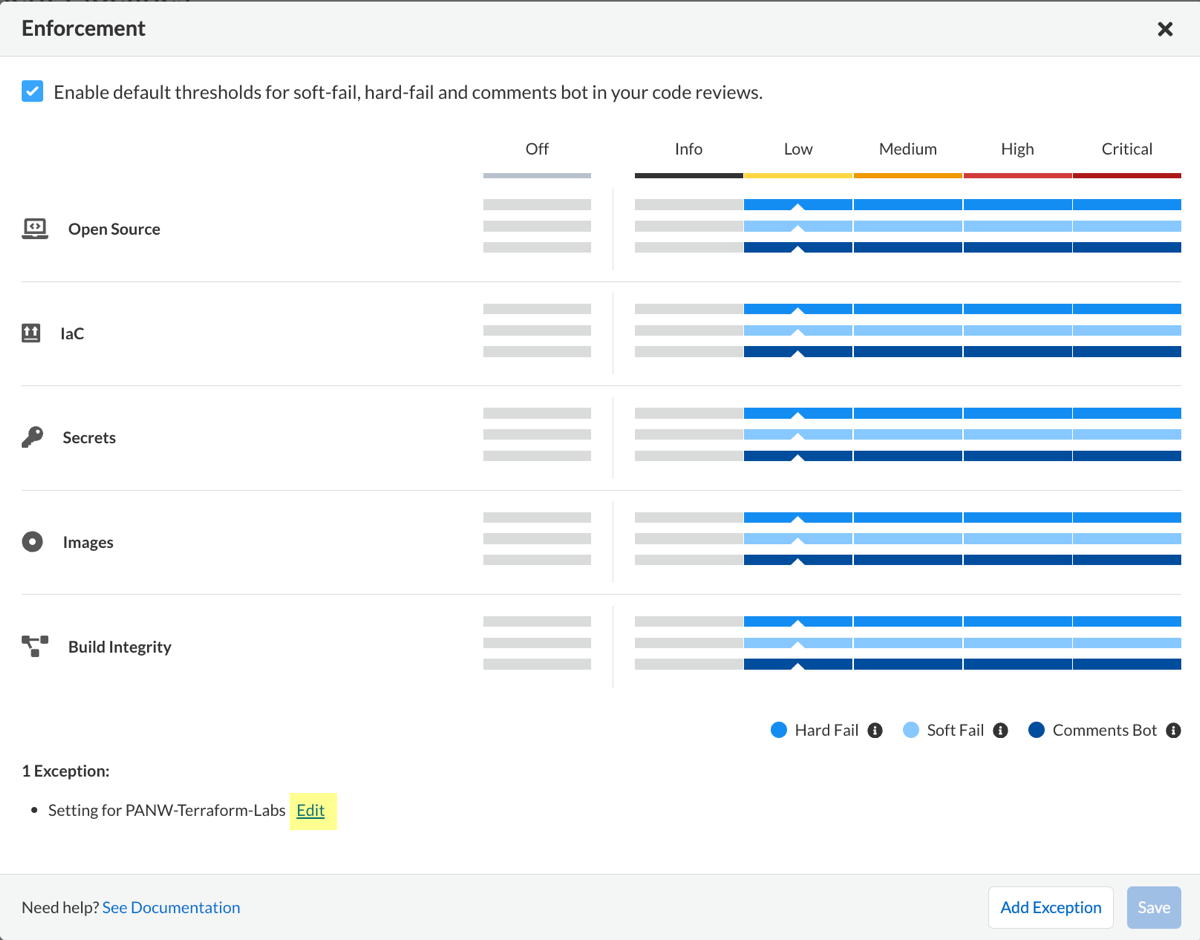 Enforcement
Enable default thresholds for soft-fail, hard-fail and comments bot in your code reviews.
Off Info Low Medium High Critical
Open Source
IaC
Secrets
Images
Build Integrity
Hard Fail Soft Fail Comments Bot
1 Exception:
• Setting for PANW-Terraform-Labs Edit
Need help? See Documentation Add Exception Save